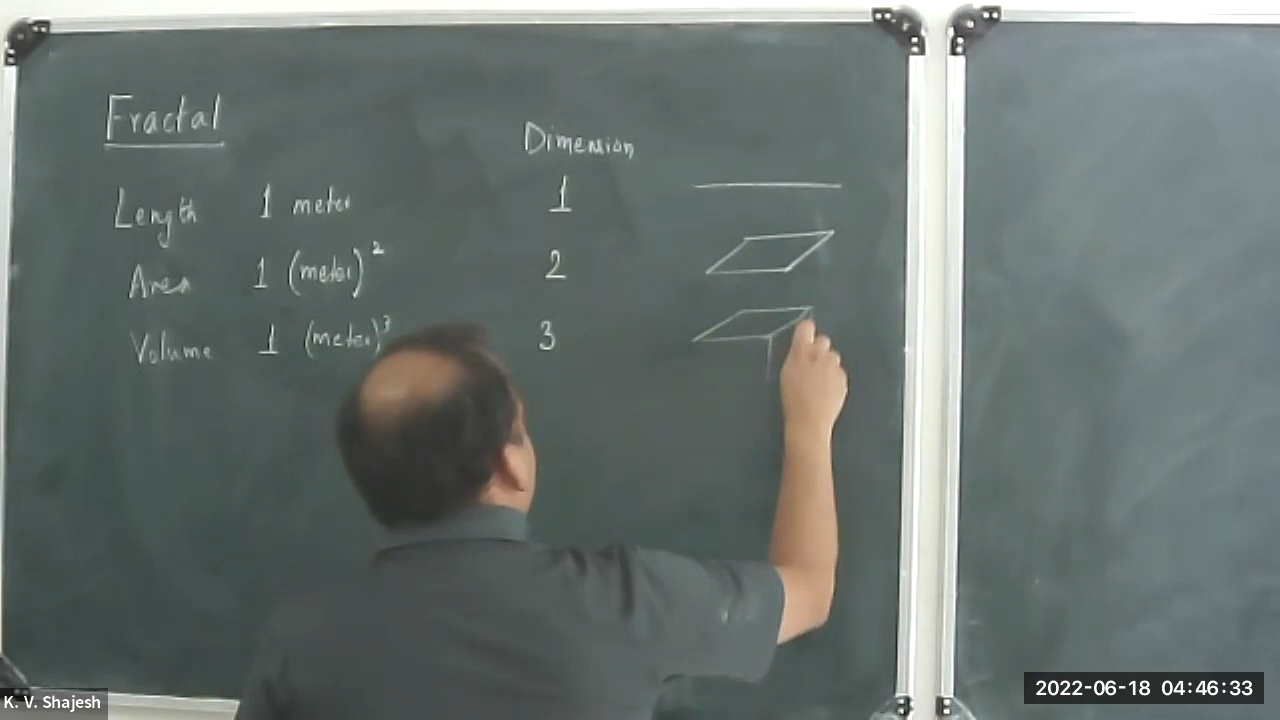 Fractal
Dimension
Length 1 meter 1
Area 1 (meter)² 2
Volume 1 (meter)³ 3
K. V. Shajesh
2022-06-18 04:46:33